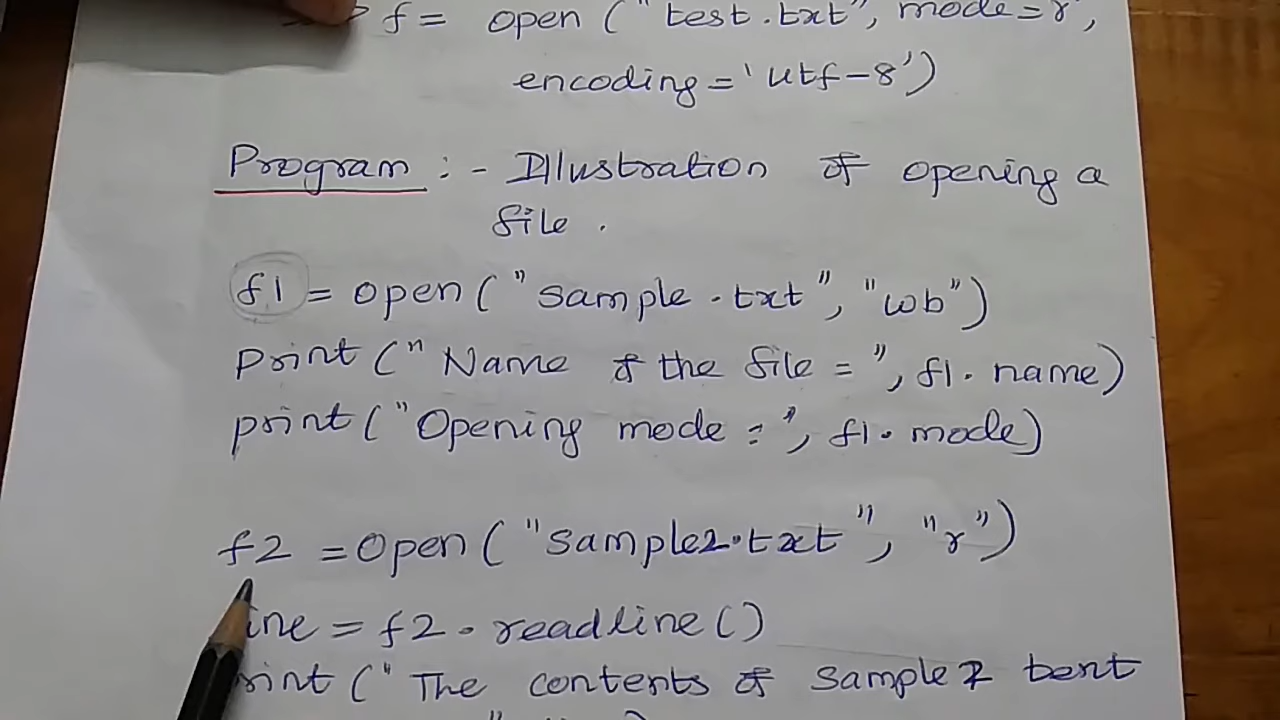 f = open ("test.txt", mode=r,
encoding='utf-8')
Program :- Illustration of opening a
file.
f1 = open("sample.txt", "wb")
Print ("Name of the file =", f1.name)
print("Opening mode :", f1.mode)
f2 = open("sample2.txt", "r")
ine = f2.readline()
rint ("The contents of sample2